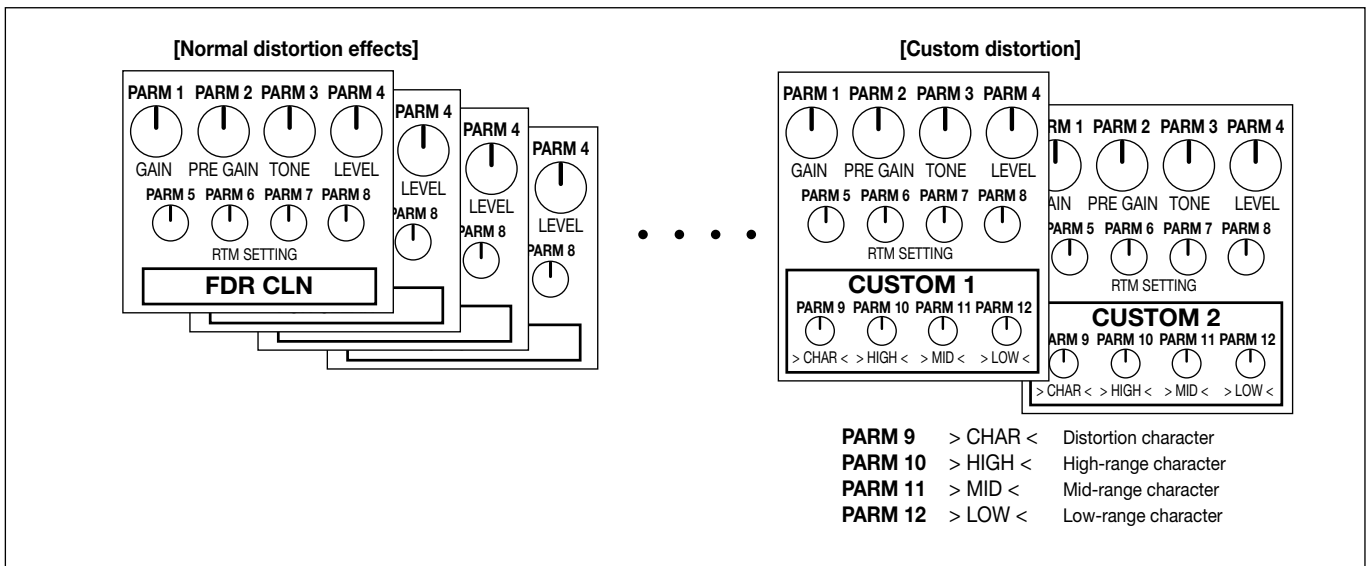 [Normal distortion effects]
PARM 1 PARM 2 PARM 3 PARM 4
GAIN PRE GAIN TONE LEVEL
PARM 5 PARM 6 PARM 7 PARM 8
RTM SETTING
FDR CLN
PARM 4
LEVEL
PARM 8
PARM 4
LEVEL
PARM 8
PARM 4
LEVEL
PARM 8
[Custom distortion]
PARM 1 PARM 2 PARM 3 PARM 4
GAIN PRE GAIN TONE LEVEL
PARM 5 PARM 6 PARM 7 PARM 8
RTM SETTING
CUSTOM 1
PARM 9 PARM 10 PARM 11 PARM 12
> CHAR < > HIGH < > MID < > LOW <
RM 1 PARM 2 PARM 3 PARM 4
AIN PRE GAIN TONE LEVEL
PARM 5 PARM 6 PARM 7 PARM 8
RTM SETTING
CUSTOM 2
ARM 9 PARM 10 PARM 11 PARM 12
> CHAR < > HIGH < > MID < > LOW <
PARM 9 > CHAR < Distortion character
PARM 10 > HIGH < High-range character
PARM 11 > MID < Mid-range character
PARM 12 > LOW < Low-range character